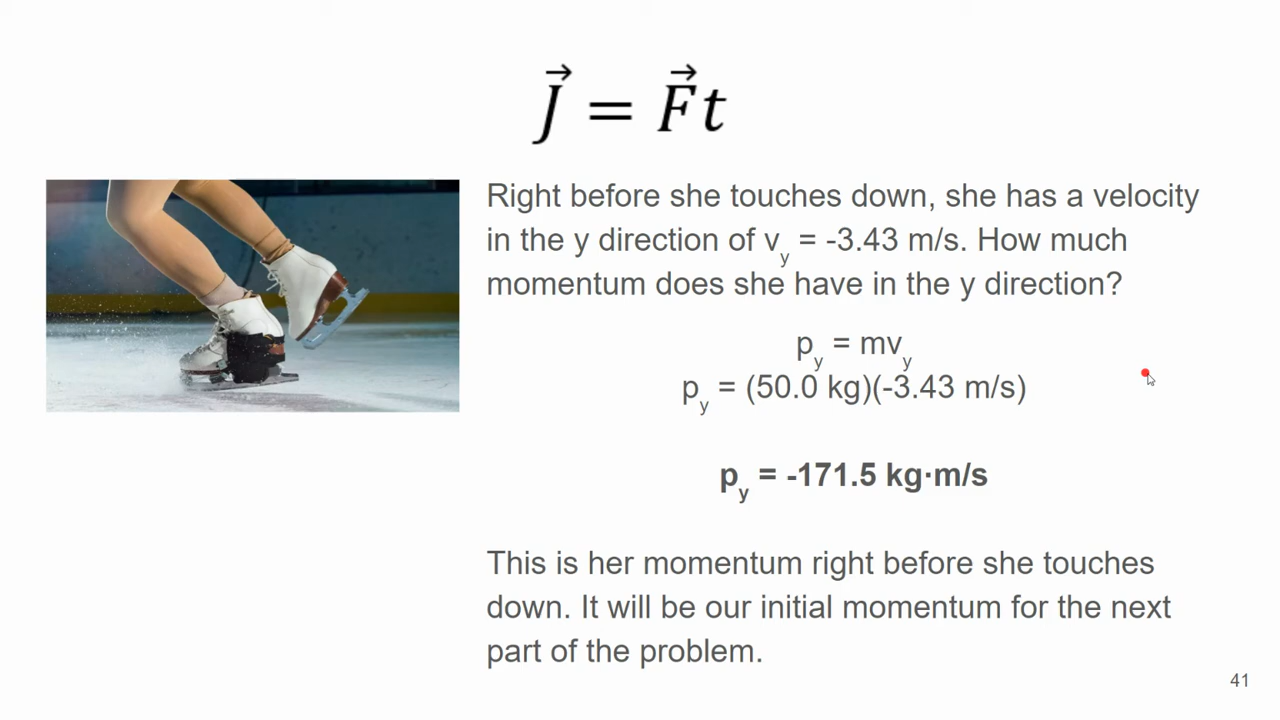 J⃗ = F⃗t
Right before she touches down, she has a velocity
in the y direction of vy = -3.43 m/s. How much
momentum does she have in the y direction?
py = mvy
py = (50.0 kg)(-3.43 m/s)
py = -171.5 kg·m/s
This is her momentum right before she touches
down. It will be our initial momentum for the next
part of the problem.
41